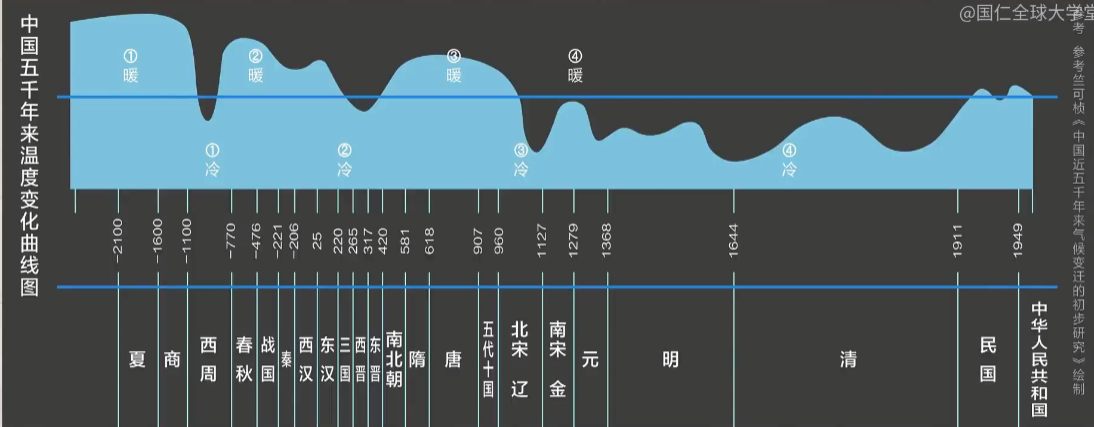 @国仁全球大学堂
中国五千年来温度变化曲线图
① 暖
② 暖
③ 暖
④ 暖
① 冷
② 冷
③ 冷
④ 冷
-2100 -1600 -1100 -770 -476 -221 -206 25 220 265 317 420 581 618 907 960 1127 1279 1368 1644 1911 1949
夏 商 西周 春秋 战国 秦 西汉 东汉 三国 西晋 东晋 南北朝 隋 唐 五代十国 北宋 辽 南宋 金 元 明 清 民国 中华人民共和国
参考 参考竺可桢《中国近五千年来气候变迁的初步研究》绘制